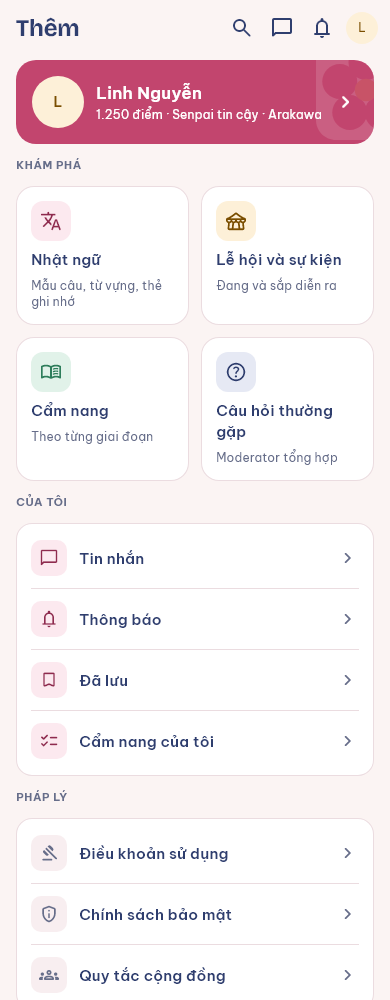 Thêm
L
L
Linh Nguyễn
1.250 điểm · Senpai tin cậy · Arakawa
KHÁM PHÁ
Nhật ngữ
Mẫu câu, từ vựng, thẻ
ghi nhớ
Lễ hội và sự kiện
Đang và sắp diễn ra
Cẩm nang
Theo từng giai đoạn
Câu hỏi thường
gặp
Moderator tổng hợp
CỦA TÔI
Tin nhắn
Thông báo
Đã lưu
Cẩm nang của tôi
PHÁP LÝ
Điều khoản sử dụng
Chính sách bảo mật
Quy tắc cộng đồng